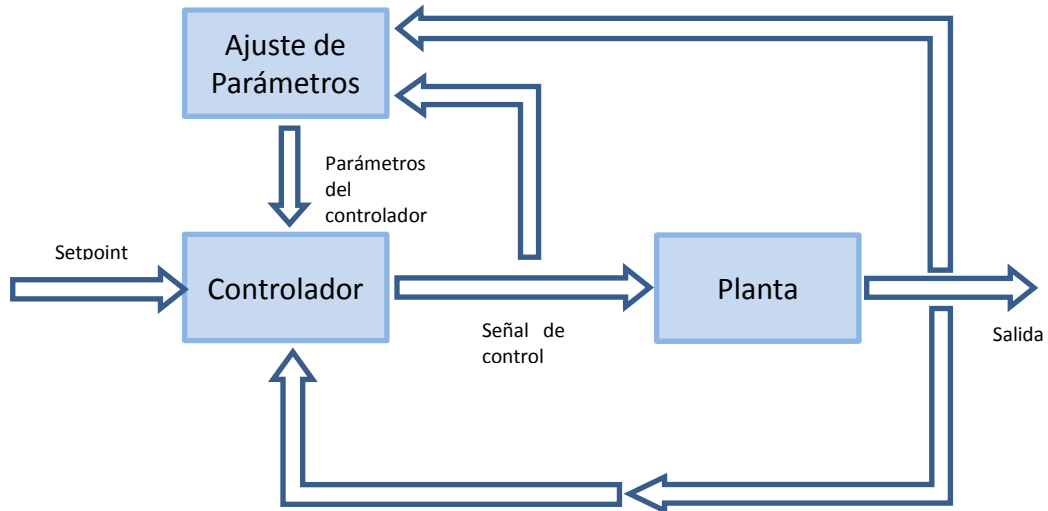 Ajuste de
Parámetros
Parámetros
del
controlador
Setpoint
Controlador
Planta
Señal de
control
Salida